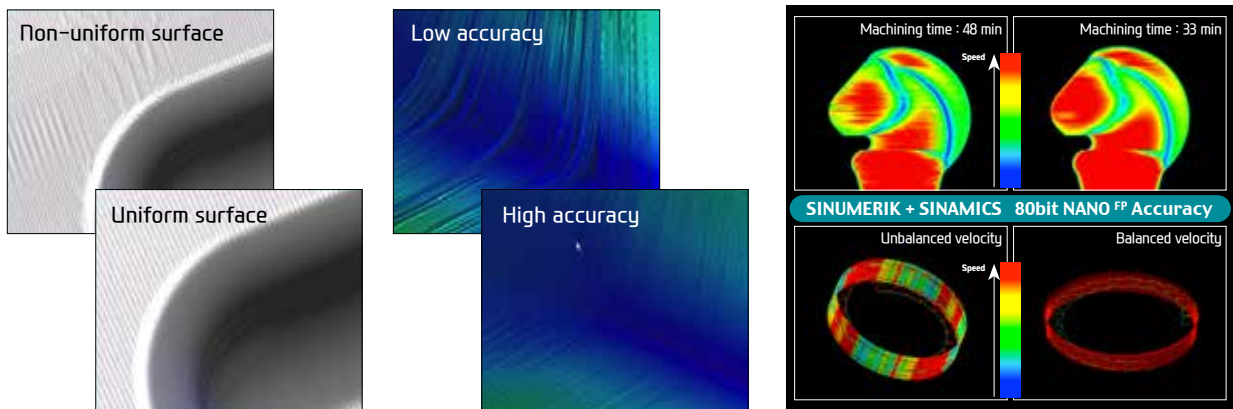 Non-uniform surface
Uniform surface
Low accuracy
High accuracy
Machining time : 48 min
Machining time : 33 min
Speed
SINUMERIK + SINAMICS 80bit NANO FP Accuracy
Unbalanced velocity
Balanced velocity
Speed